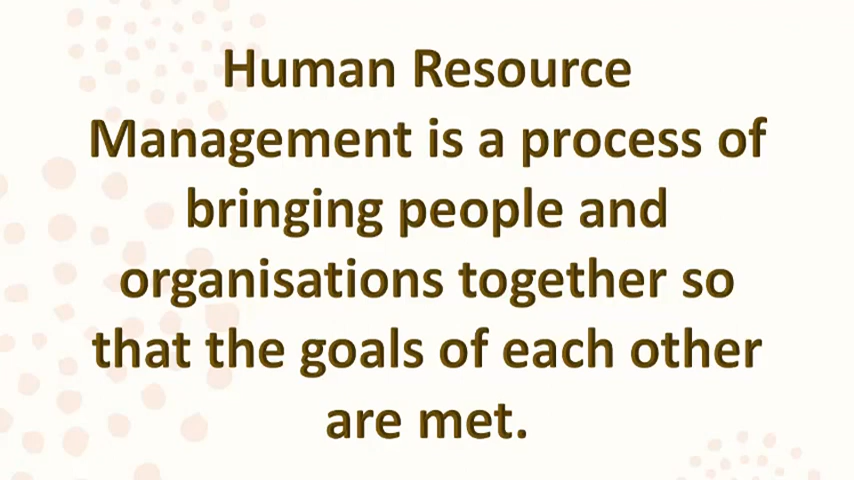 Human Resource
Management is a process of
bringing people and
organisations together so
that the goals of each other
are met.